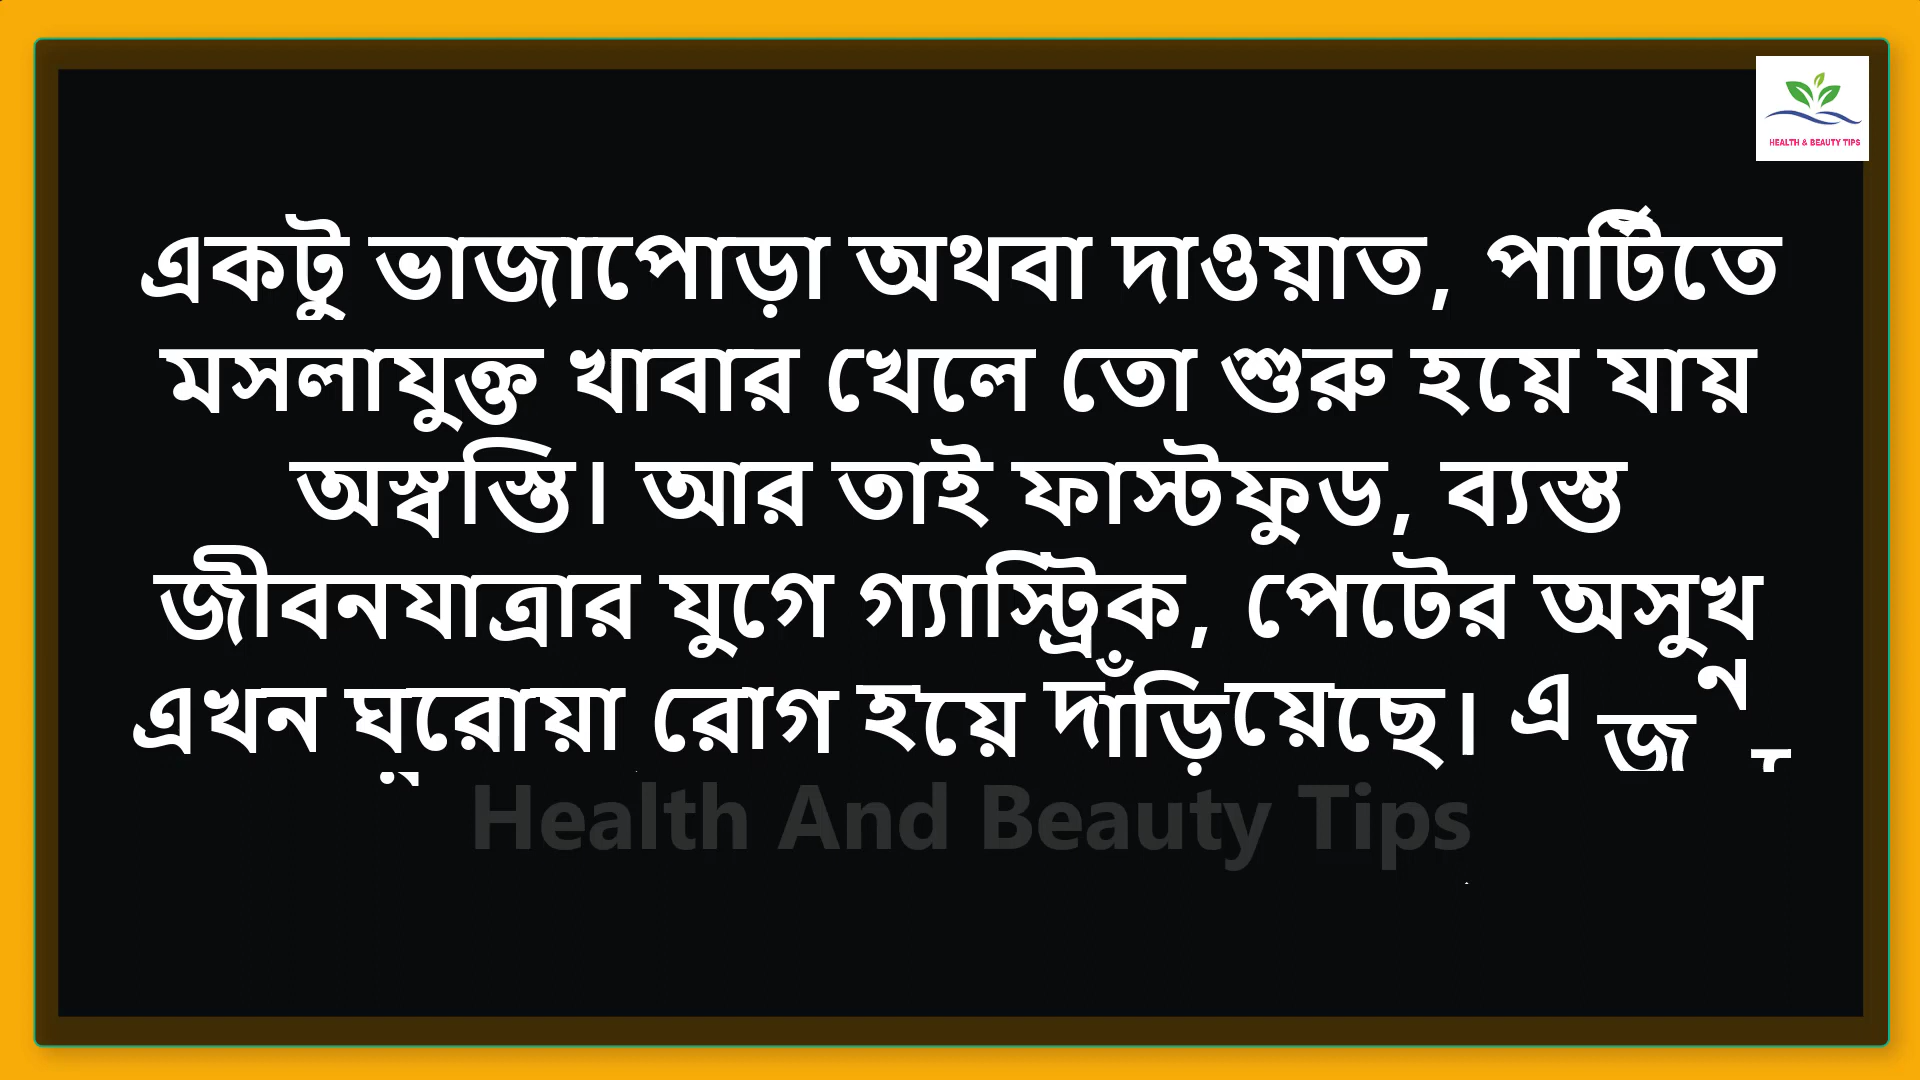 HEALTH & BEAUTY TIPS
একটু ভাজাপোড়া অথবা দাওয়াত, পার্টিতে
মসলাযুক্ত খাবার খেলে তো শুরু হয়ে যায়
অস্বস্তি। আর তাই ফাস্টফুড, ব্যস্ত
জীবনযাত্রার যুগে গ্যাস্ট্রিক, পেটের অসুখ
এখন ঘরোয়া রোগ হয়ে দাঁড়িয়েছে।
Health And Beauty Tips